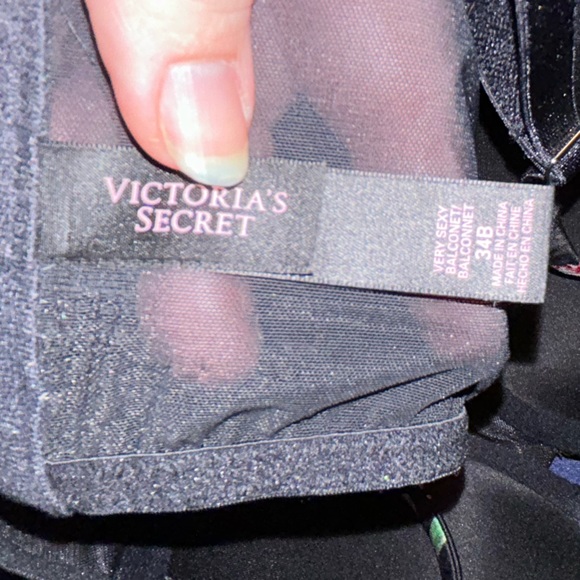 VICTORIA'S
SECRET
VERY SEXY
BALCONET/
BALCONNET
34B
MADE IN CHINA
FAIT EN CHINE
HECHO EN CHINA